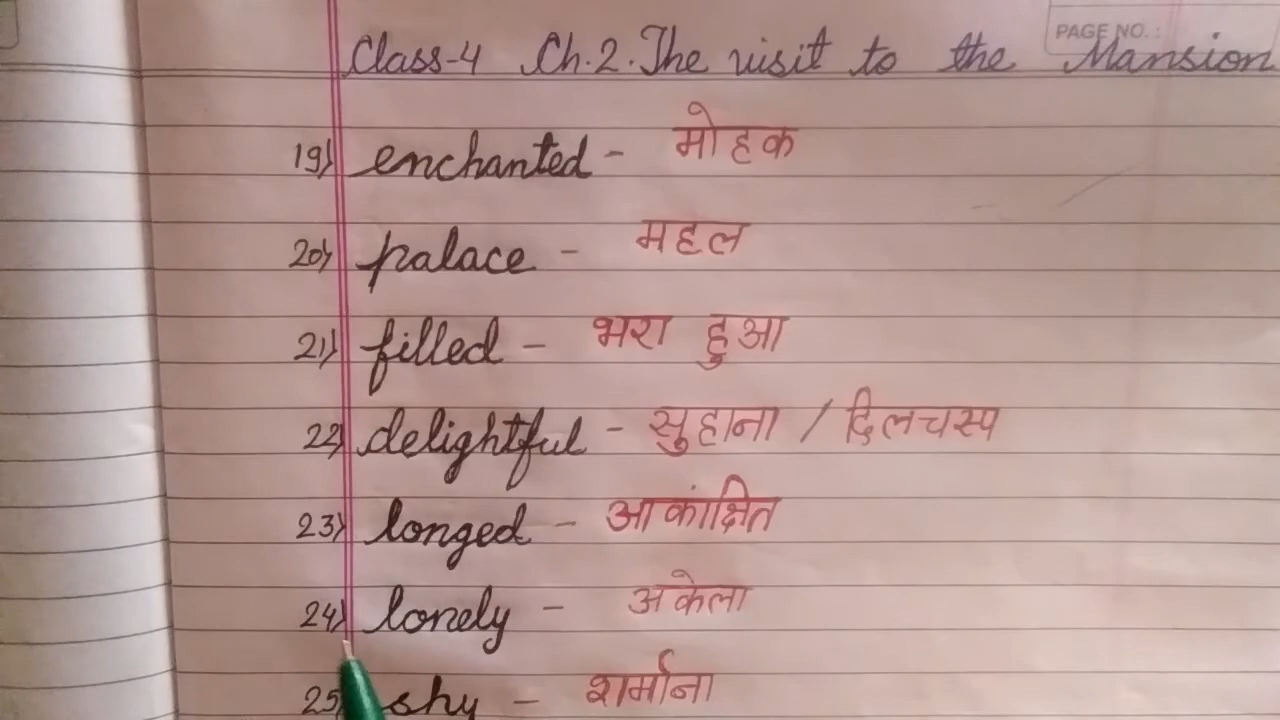 PAGE NO. :
Class-4 Ch.2. The visit to the Mansion
19) enchanted - मोहक
20) palace - महल
21) filled - भरा हुआ
22) delightful - सुहाना / दिलचस्प
23) longed - आकांक्षित
24) lonely - अकेला
25) shy - शर्माना